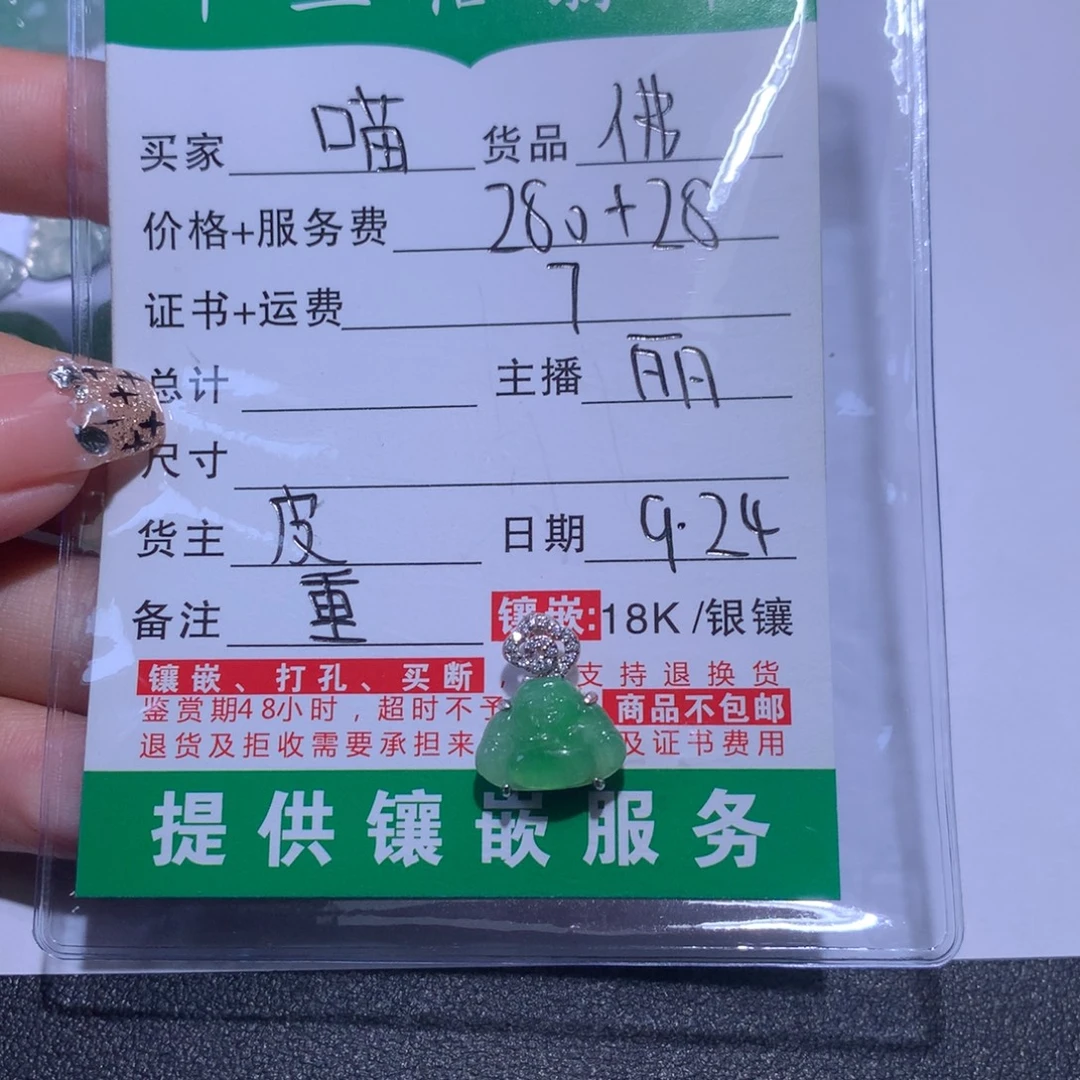 买家 喵 货品 佛
价格+服务费 280+28
证书+运费 7
总计 主播 丽
尺寸
货主 皮 日期 9.24
备注 重 镶嵌:18K /银镶
镶嵌、打孔、买断 支持退换货
鉴赏期48小时，超时不予 商品不包邮
退货及拒收需要承担来 及证书费用
提供镶嵌服务